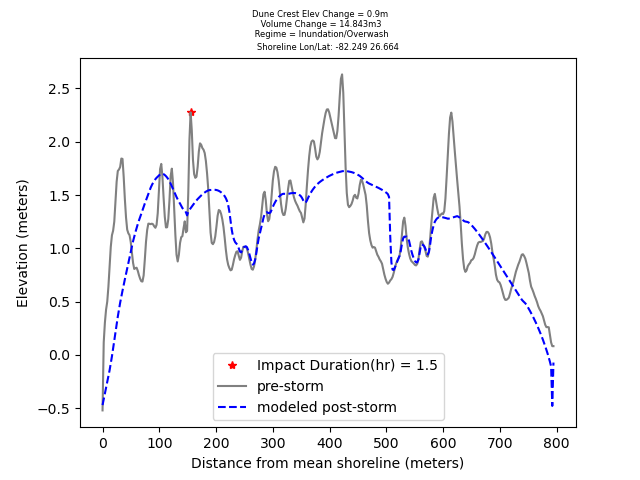 Dune Crest Elev Change = 0.9m
Volume Change = 14.843m3
Regime = Inundation/Overwash
Shoreline Lon/Lat: -82.249 26.664
2.5
2.0
1.5
1.0
0.5
0.0
−0.5
Elevation (meters)
Impact Duration(hr) = 1.5
pre-storm
modeled post-storm
0 100 200 300 400 500 600 700 800
Distance from mean shoreline (meters)